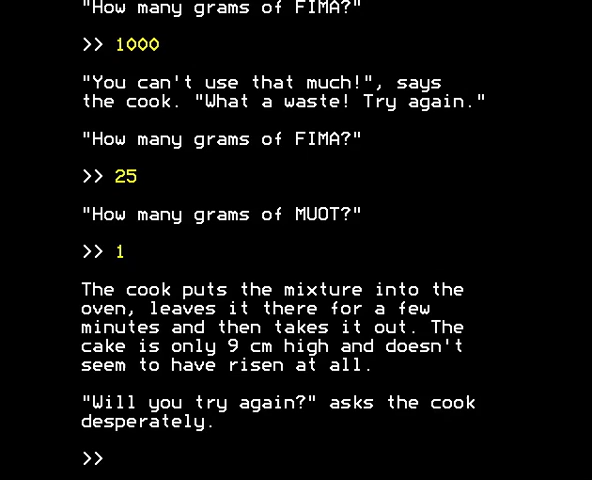 "How many grams of FIMA?"
>> 1000
"You can't use that much!", says
the cook. "What a waste! Try again."
"How many grams of FIMA?"
>> 25
"How many grams of MUOT?"
>> 1
The cook puts the mixture into the
oven, leaves it there for a few
minutes and then takes it out. The
cake is only 9 cm high and doesn't
seem to have risen at all.
"Will you try again?" asks the cook
desperately.
>>